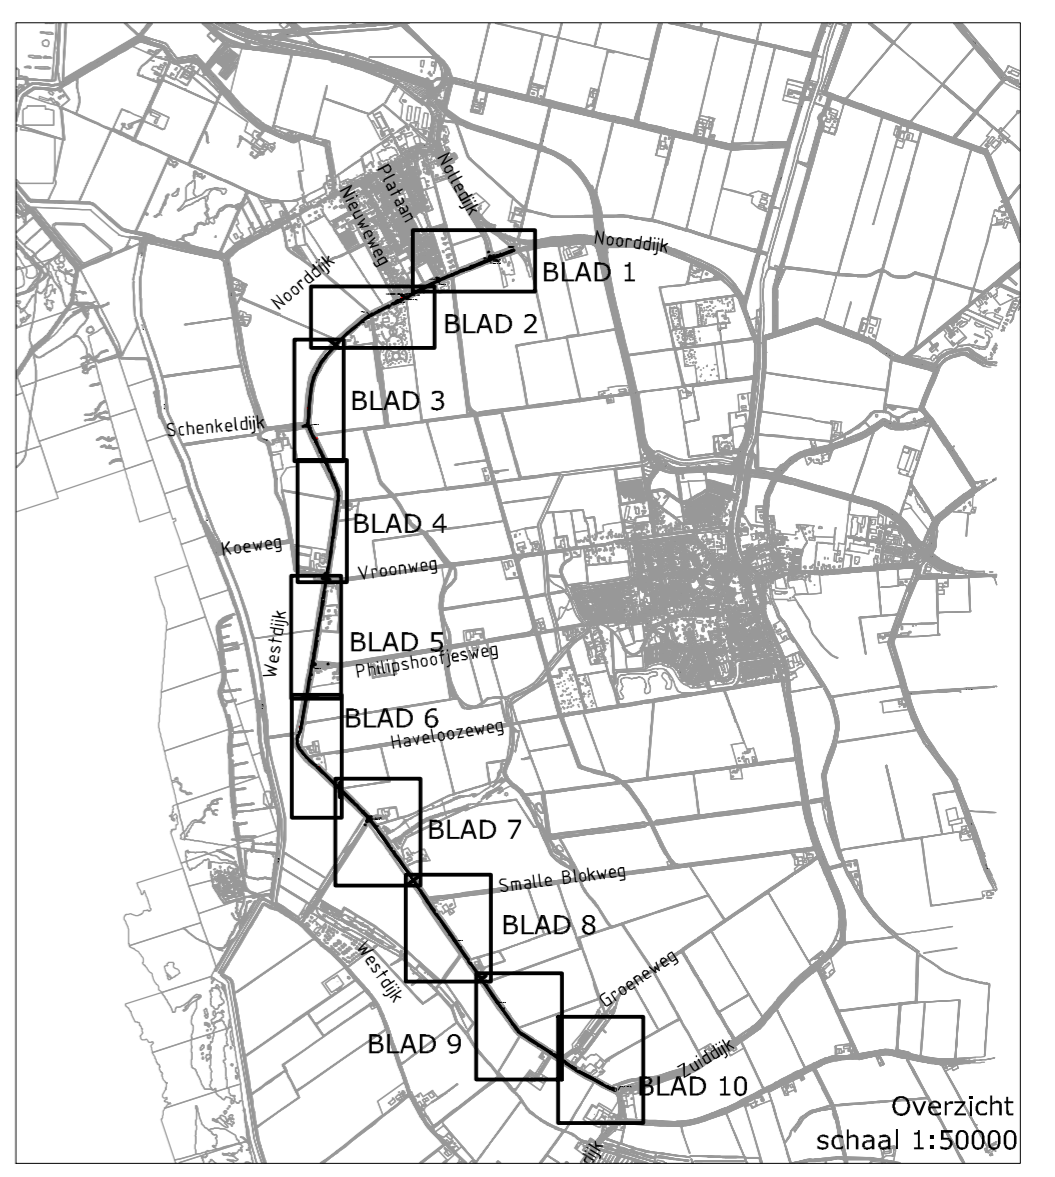 Nolledijk
Plataan
Nieuweweg
Noorddijk
BLAD 1
Noorddijk
BLAD 2
BLAD 3
Schenkeldijk
BLAD 4
Koeweg
Vroonweg
Westdijk
BLAD 5
Philipshoofjesweg
BLAD 6
Haveloozeweg
BLAD 7
Smalle Blokweg
BLAD 8
Westdijk
Groeneweg
BLAD 9
Zuiddijk
BLAD 10
Overzicht
schaal 1:50000